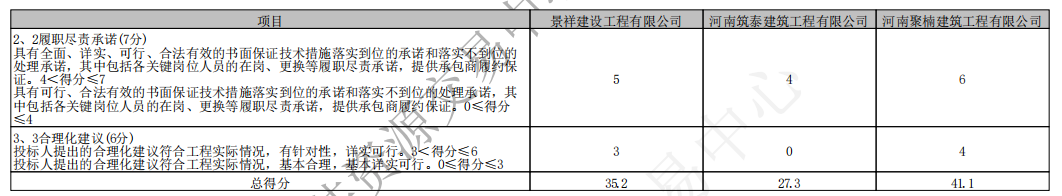 项目 景祥建设工程有限公司 河南筑泰建筑工程有限公司 河南聚楠建筑工程有限公司
2、2履职尽责承诺(7分)
具有全面、详实、可行、合法有效的书面保证技术措施落实到位的承诺和落实不到位的
处理承诺，其中包括各关键岗位人员的在岗、更换等履职尽责承诺，提供承包商履约保
证。4<得分≤7
具有可行、合法有效的书面保证技术措施落实到位的承诺和落实不到位的处理承诺，其
中包括各关键岗位人员的在岗、更换等履职尽责承诺，提供承包商履约保证。0≤得分
≤4
5 4 6
3、3合理化建议(6分)
投标人提出的合理化建议符合工程实际情况，有针对性，详实可行。3<得分≤6
投标人提出的合理化建议符合工程实际情况，基本合理，基本详实可行。0≤得分≤3
3 0 4
总得分 35.2 27.3 41.1
共资源交易中心
易中心